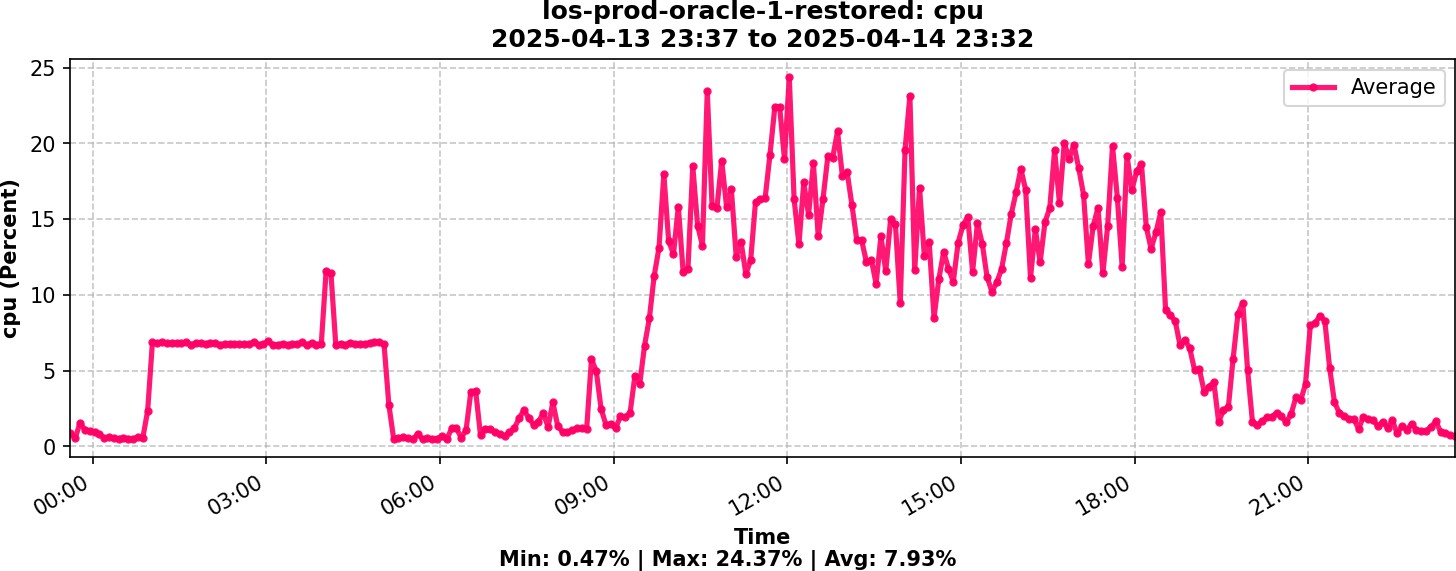 los-prod-oracle-1-restored: cpu
2025-04-13 23:37 to 2025-04-14 23:32
cpu (Percent)
25
20
15
10
5
0
Average
00:00
03:00
06:00
09:00
12:00
15:00
18:00
21:00
Time
Min: 0.47% | Max: 24.37% | Avg: 7.93%